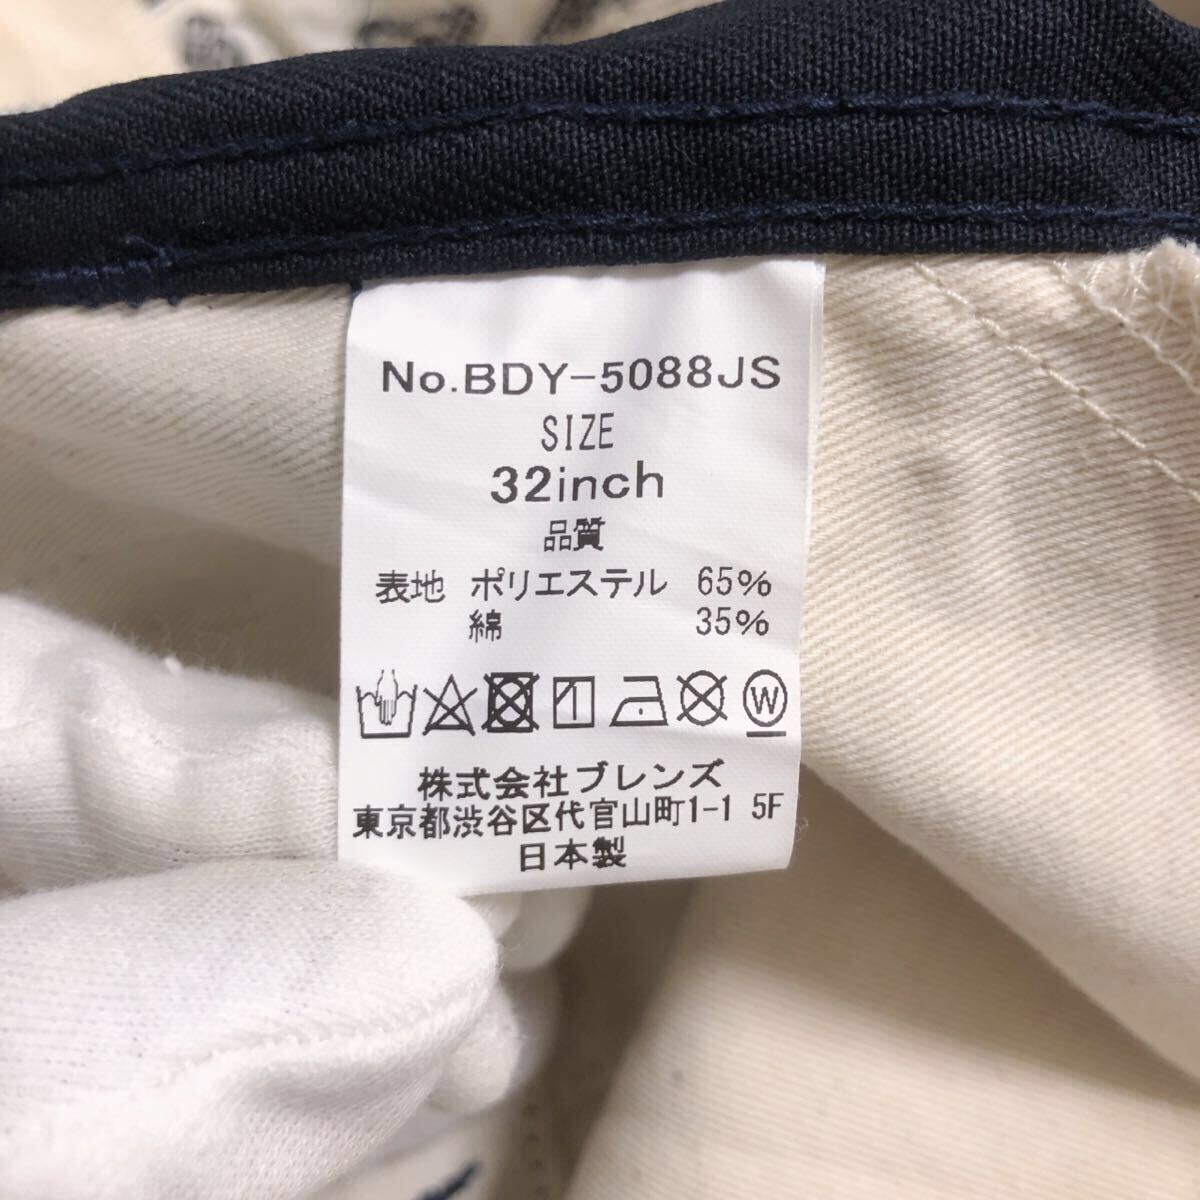 No.BDY-5088JS
SIZE
32inch
品質
表地 ポリエステル 65%
綿 35%
W
株式会社ブレンズ
東京都渋谷区代官山町1-1 5F
日本製